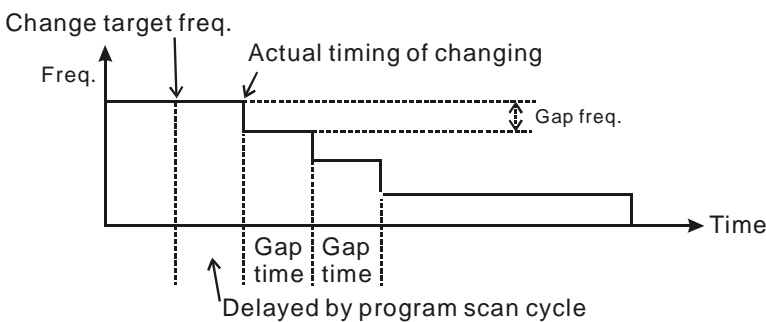 Change target freq.
Actual timing of changing
Freq.
Gap freq.
Time
Gap Gap
time time
Delayed by program scan cycle